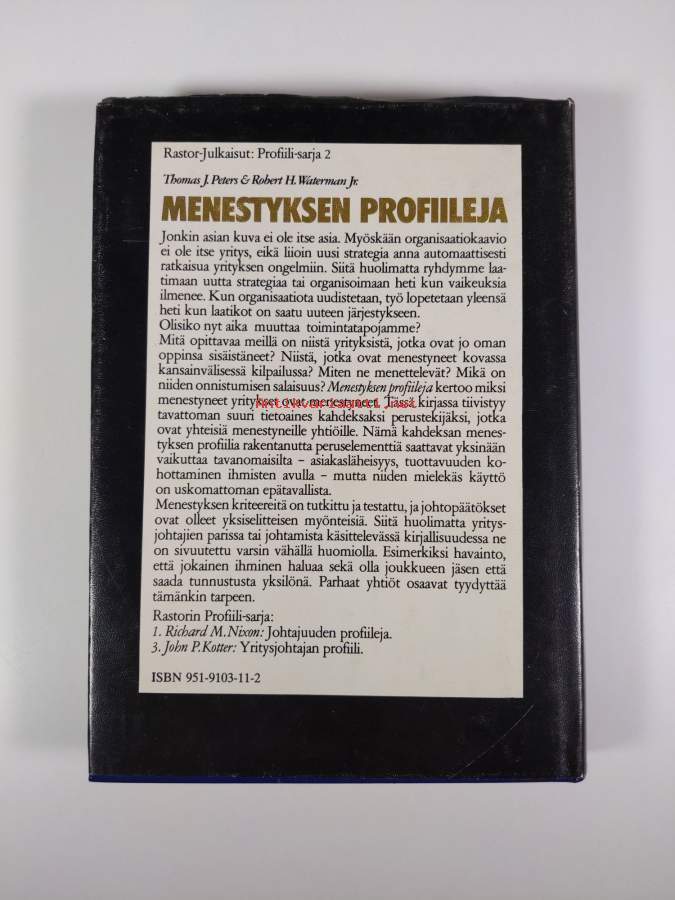 Rastor-Julkaisut: Profiili-sarja 2
Thomas J. Peters & Robert H. Waterman Jr.
MENESTYKSEN PROFIILEJA
Jonkin asian kuva ei ole itse asia. Myöskään organisaatiokaavio
ei ole itse yritys, eikä liioin uusi strategia anna automaattisesti
ratkaisua yrityksen ongelmiin. Siitä huolimatta ryhdymme laa-
timaan uutta strategiaa tai organisoimaan heti kun vaikeuksia
ilmenee. Kun organisaatiota uudistetaan, työ lopetetaan yleensä
heti kun laatikot on saatu uuteen järjestykseen.
Olisiko nyt aika muuttaa toimintatapojamme?
Mitä opittavaa meillä on niistä yrityksistä, jotka ovat jo oman
oppinsa sisäistäneet? Niistä, jotka ovat menestyneet kovassa
kansainvälisessä kilpailussa? Miten ne menettelevät? Mikä on
niiden onnistumisen salaisuus? Menestyksen profiileja kertoo miksi
menestyneet yritykset ovat menestyneet. Tässä kirjassa tiivistyy
antikvariaatti.net
tavattoman suuri tietoaines kahdeksaksi perustekijäksi, jotka
ovat yhteisiä menestyneille yhtiöille. Nämä kahdeksan menes-
tyksen profiilia rakentanutta peruselementtiä saattavat yksinään
vaikuttaa tavanomaisilta – asiakasläheisyys, tuottavuuden ko-
hottaminen ihmisten avulla – mutta niiden mielekäs käyttö
on uskomattoman epätavallista.
Menestyksen kriteereitä on tutkittu ja testattu, ja johtopäätökset
ovat olleet yksiselitteisen myönteisiä. Siitä huolimatta yritys-
johtajien parissa tai johtamista käsittelevässä kirjallisuudessa ne
on sivuutettu varsin vähällä huomiolla. Esimerkiksi havainto,
että jokainen ihminen haluaa sekä olla joukkueen jäsen että
saada tunnustusta yksilönä. Parhaat yhtiöt osaavat tyydyttää
tämänkin tarpeen.
Rastorin Profiili-sarja:
1. Richard M. Nixon: Johtajuuden profiileja.
3. John P. Kotter: Yritysjohtajan profiili.
ISBN 951-9103-11-2